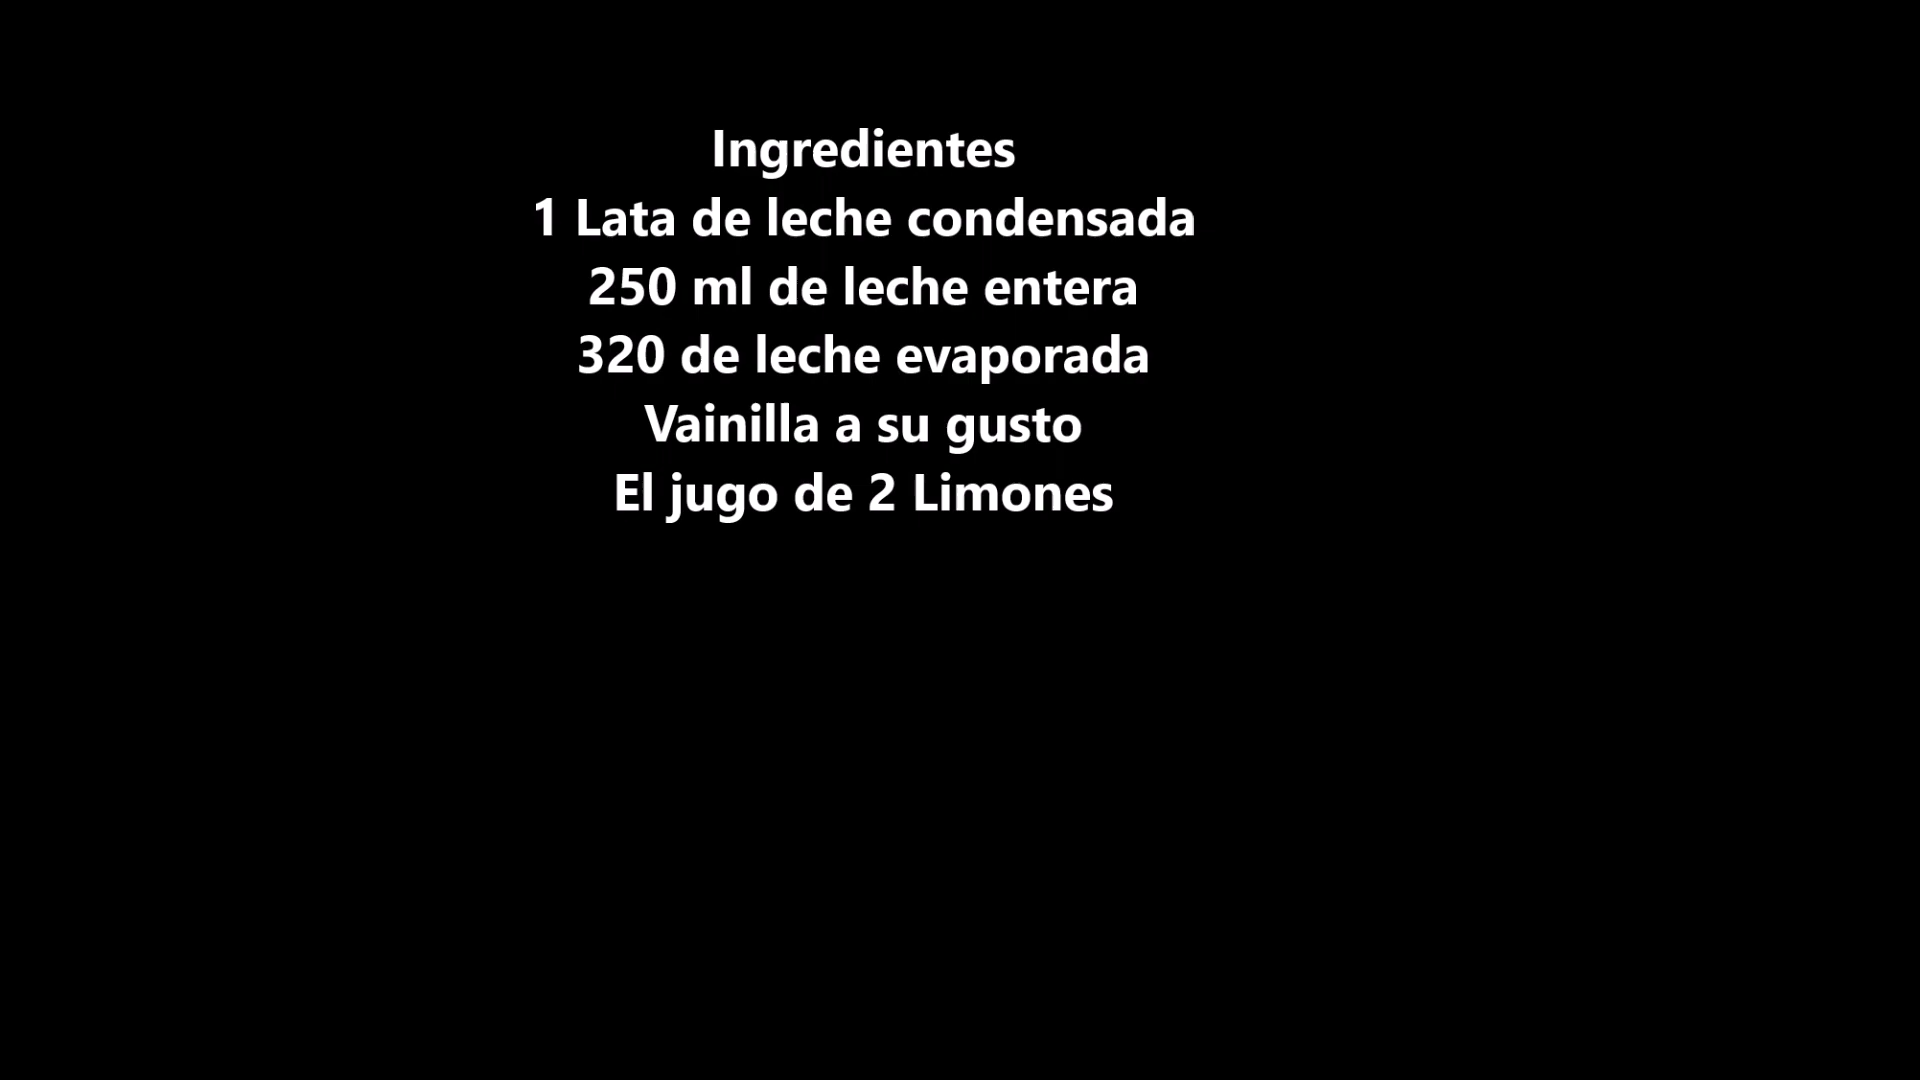 Ingredientes
1 Lata de leche condensada
250 ml de leche entera
320 de leche evaporada
Vainilla a su gusto
El jugo de 2 Limones